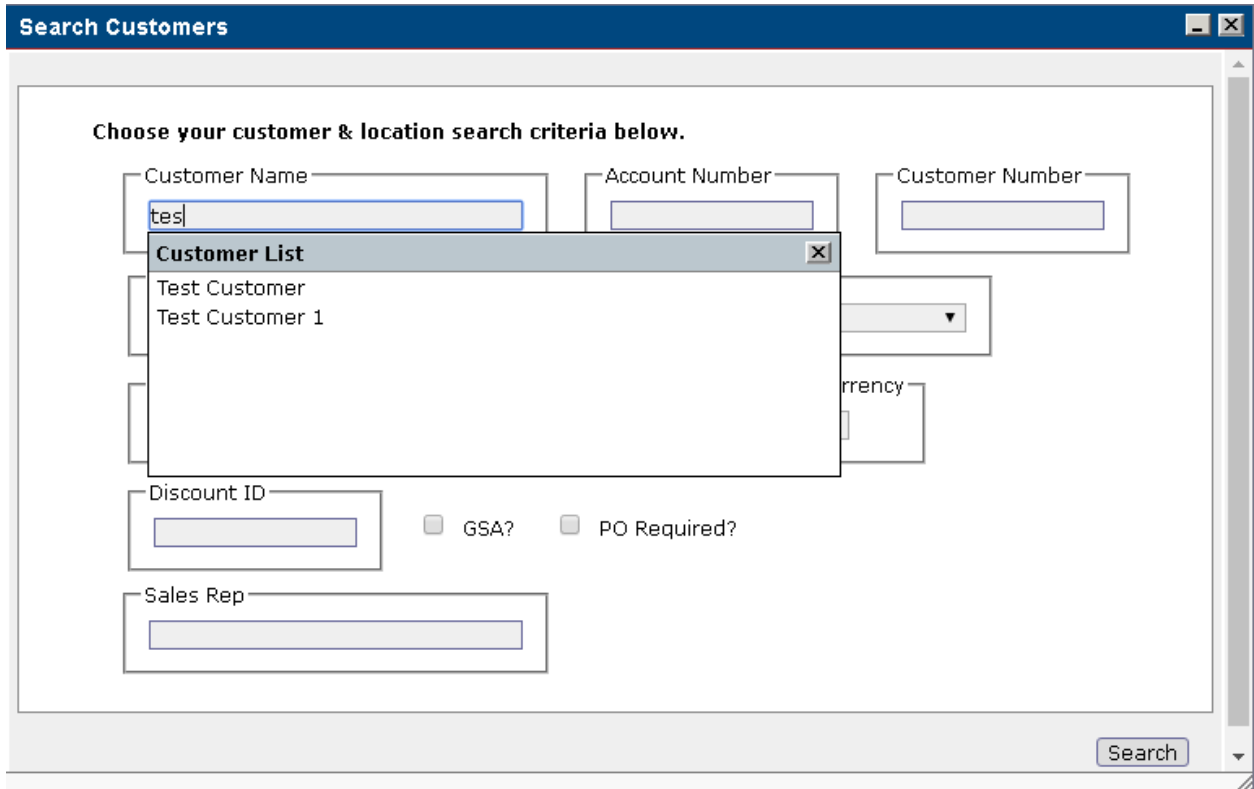 Search Customers
Choose your customer & location search criteria below.
Customer Name
Account Number
Customer Number
tes
Customer List
Test Customer
Test Customer 1
rrency
Discount ID
GSA?
PO Required?
Sales Rep
Search